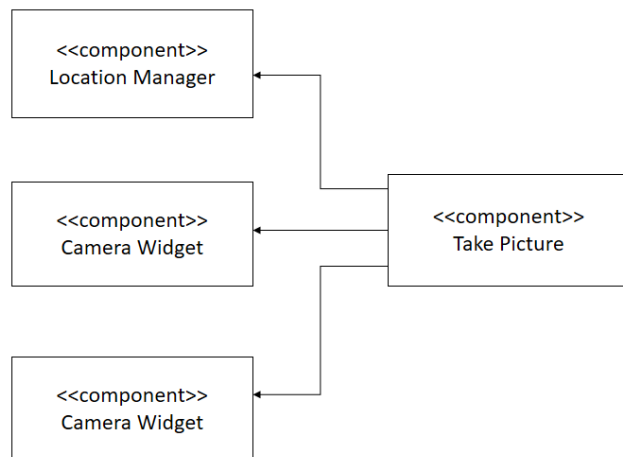 <<component>>
Location Manager
<<component>>
Camera Widget
<<component>>
Take Picture
<<component>>
Camera Widget